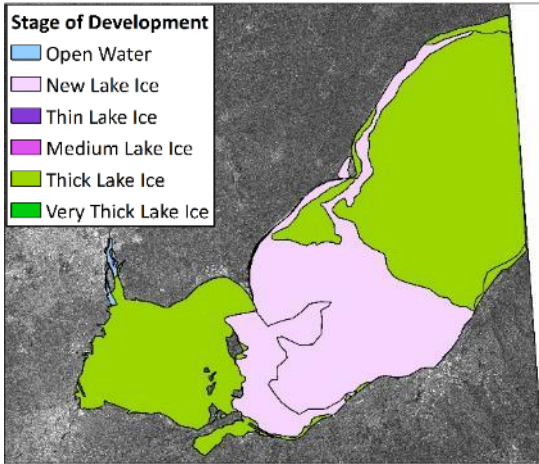 Stage of Development
Open Water
New Lake Ice
Thin Lake Ice
Medium Lake Ice
Thick Lake Ice
Very Thick Lake Ice